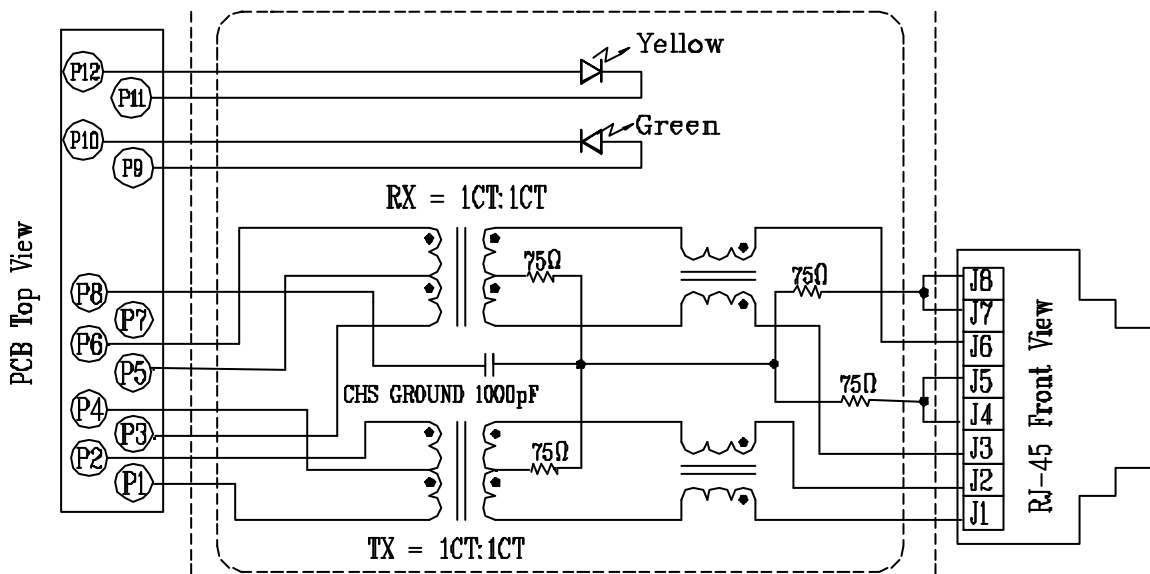 Yellow
P12
P11
Green
P10
P9
RX = 1CT:1CT
PCB Top View
75Ω
75Ω
P8
P7
P6
P5
CHS GROUND 1000pF
75Ω
P4
P3
P2
P1
75Ω
TX = 1CT:1CT
J8
J7
J6
J5
J4
J3
J2
J1
RJ-45 Front View